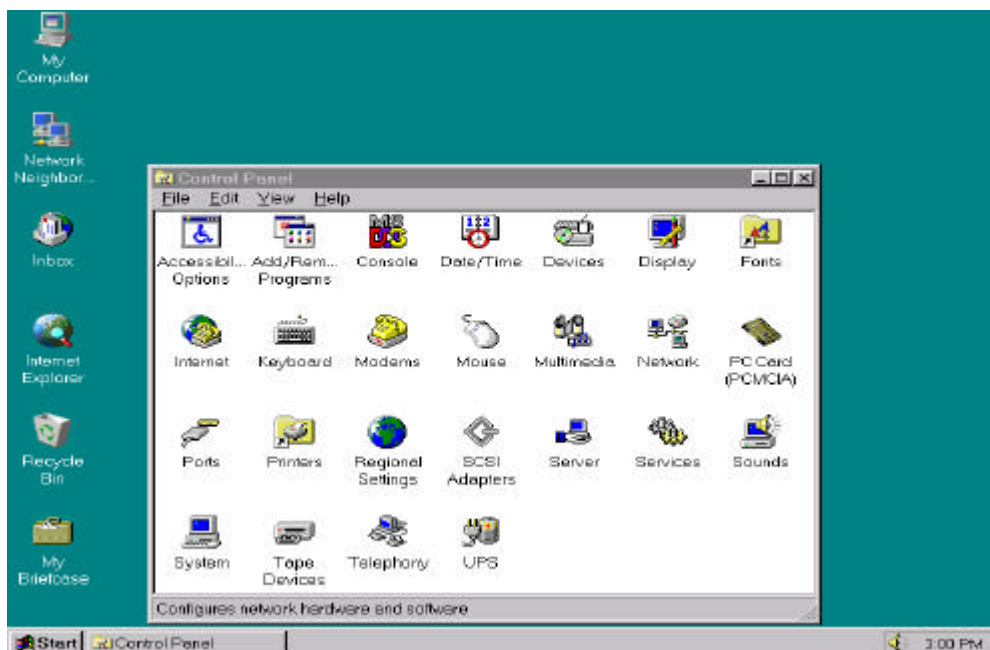 My
Computer
Network
Neighbor...
Inbox
Internet
Explorer
Recycle
Bin
My
Briefcase
Control Panel
File Edit View Help
Accessibil... Add/Rem... Console Date/Time Devices Display Fonts
Options Programs
Internet Keyboard Modems Mouse Multimedia Network PC Card
(PCMCIA)
Ports Printers Regional SCSI Server Services Sounds
Settings Adapters
System Tape Telephony UPS
Devices
Configures network hardware and software
Start Control Panel 3:00 PM